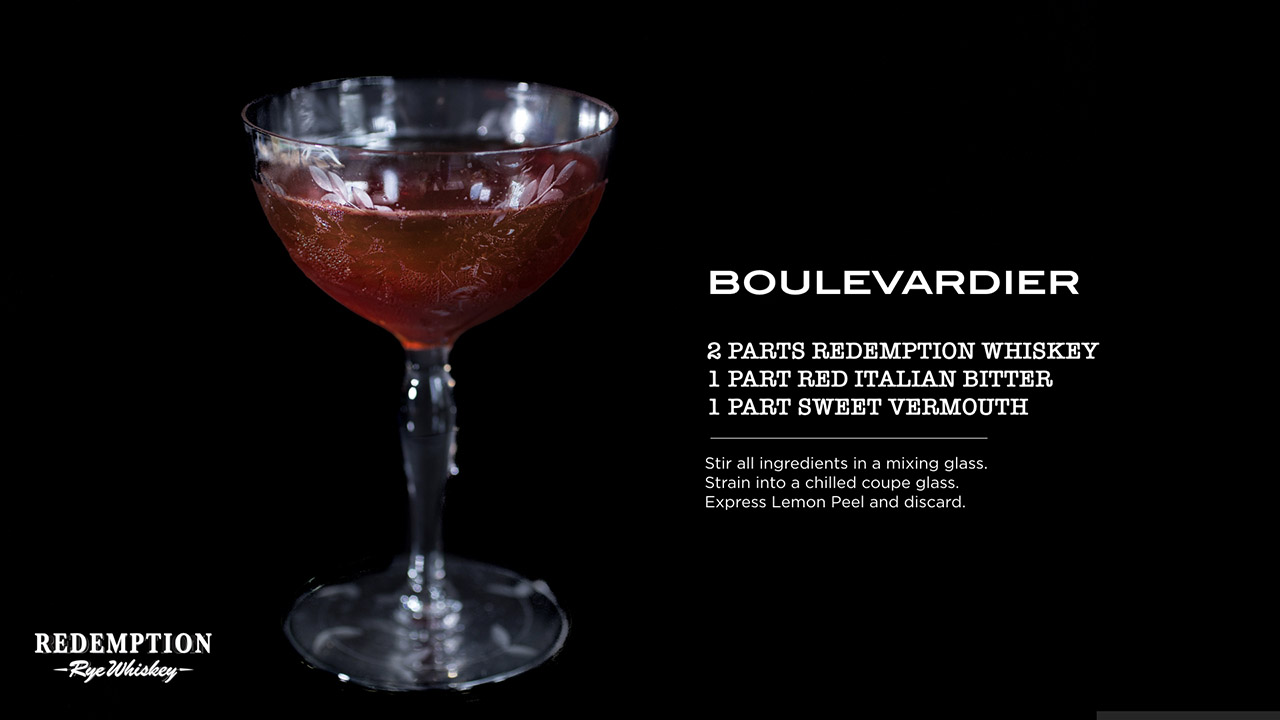 BOULEVARDIER
2 PARTS REDEMPTION WHISKEY
1 PART RED ITALIAN BITTER
1 PART SWEET VERMOUTH
Stir all ingredients in a mixing glass.
Strain into a chilled coupe glass.
Express Lemon Peel and discard.
REDEMPTION
Rye Whiskey